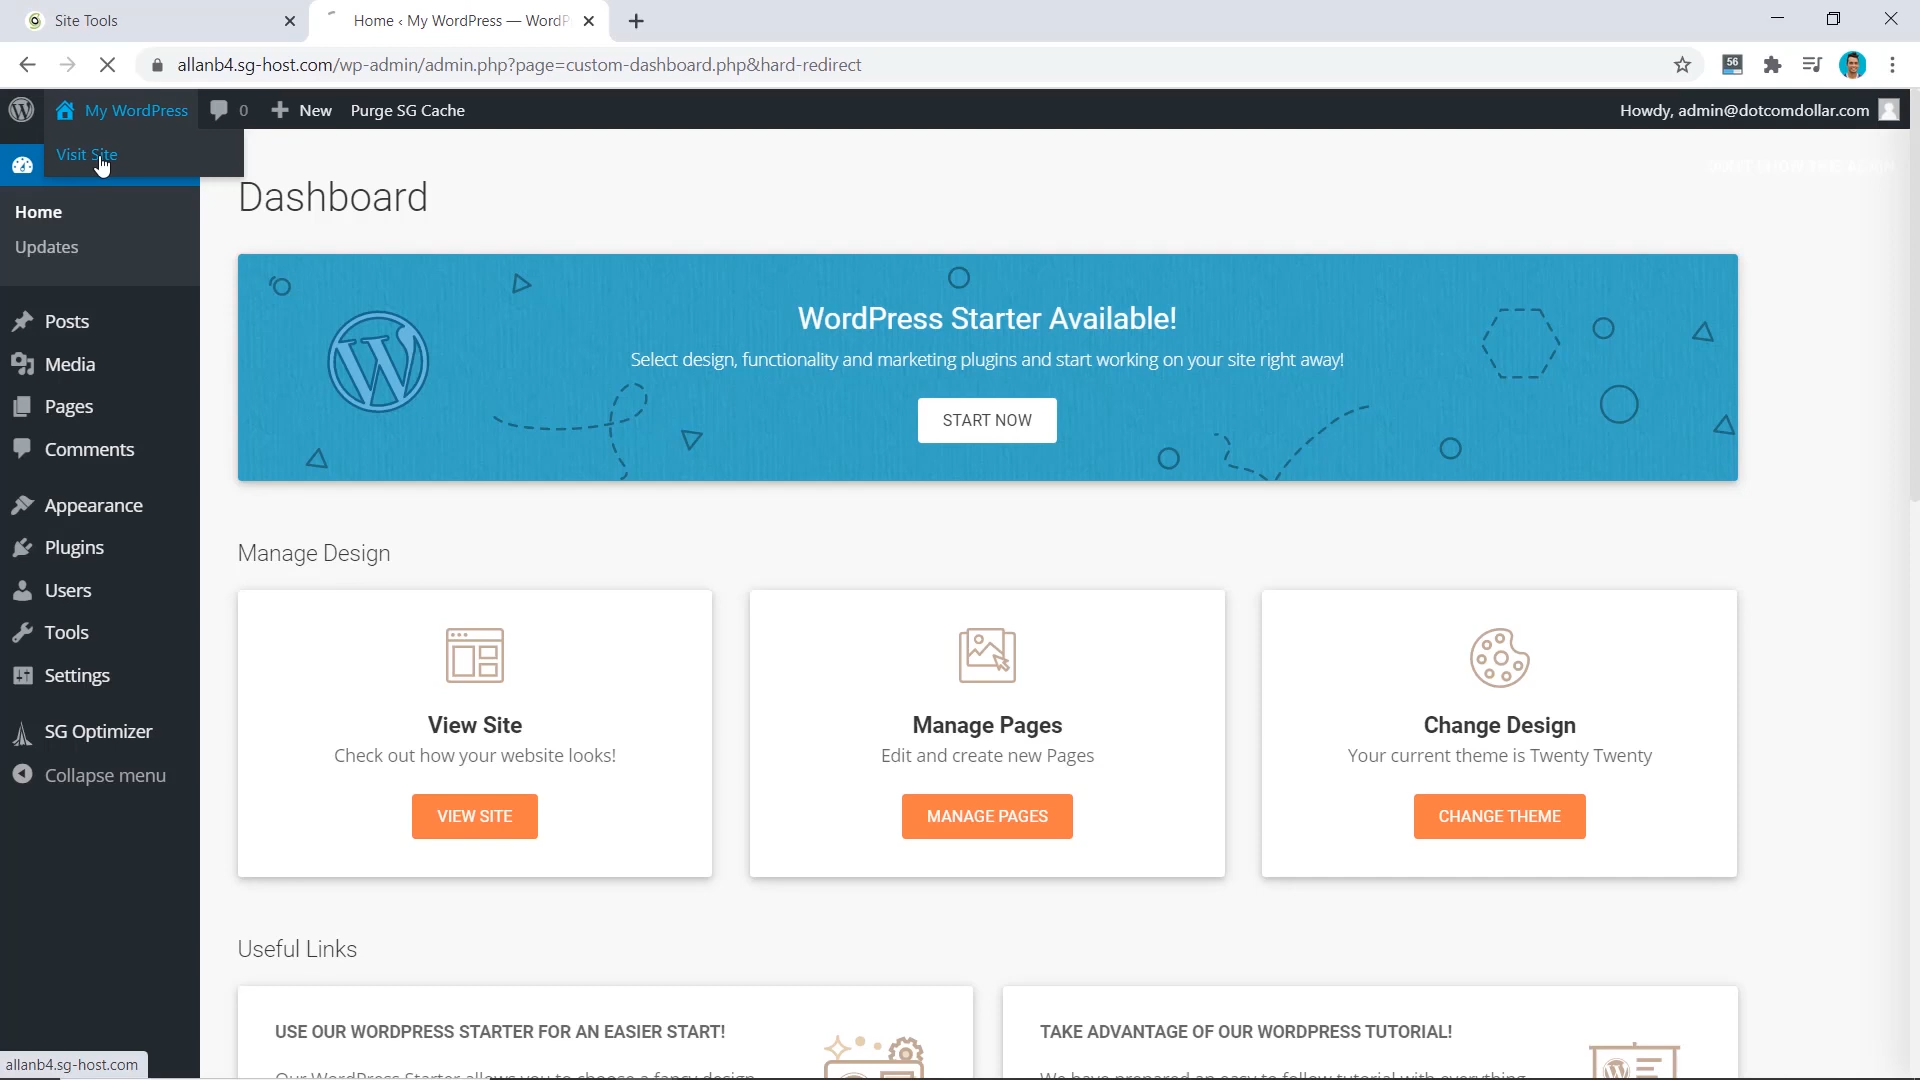 Site Tools
Home ‹ My WordPress — WordP
allanb4.sg-host.com/wp-admin/admin.php?page=custom-dashboard.php&hard-redirect
56
My WordPress
0
New
Purge SG Cache
Howdy, admin@dotcomdollar.com
Visit Site
Home
Updates
Posts
Media
Pages
Comments
Appearance
Plugins
Users
Tools
Settings
SG Optimizer
Collapse menu
Dashboard
WordPress Starter Available!
Select design, functionality and marketing plugins and start working on your site right away!
START NOW
Manage Design
View Site
Check out how your website looks!
VIEW SITE
Manage Pages
Edit and create new Pages
MANAGE PAGES
Change Design
Your current theme is Twenty Twenty
CHANGE THEME
Useful Links
USE OUR WORDPRESS STARTER FOR AN EASIER START!
TAKE ADVANTAGE OF OUR WORDPRESS TUTORIAL!
allanb4.sg-host.com